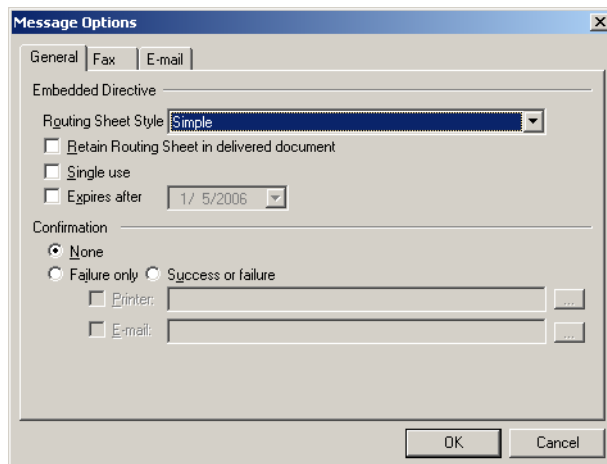 Message Options
General Fax E-mail
Embedded Directive
Routing Sheet Style Simple
Retain Routing Sheet in delivered document
Single use
Expires after 1/ 5/2006
Confirmation
None
Failure only Success or failure
Printer: ...
E-mail: ...
OK Cancel